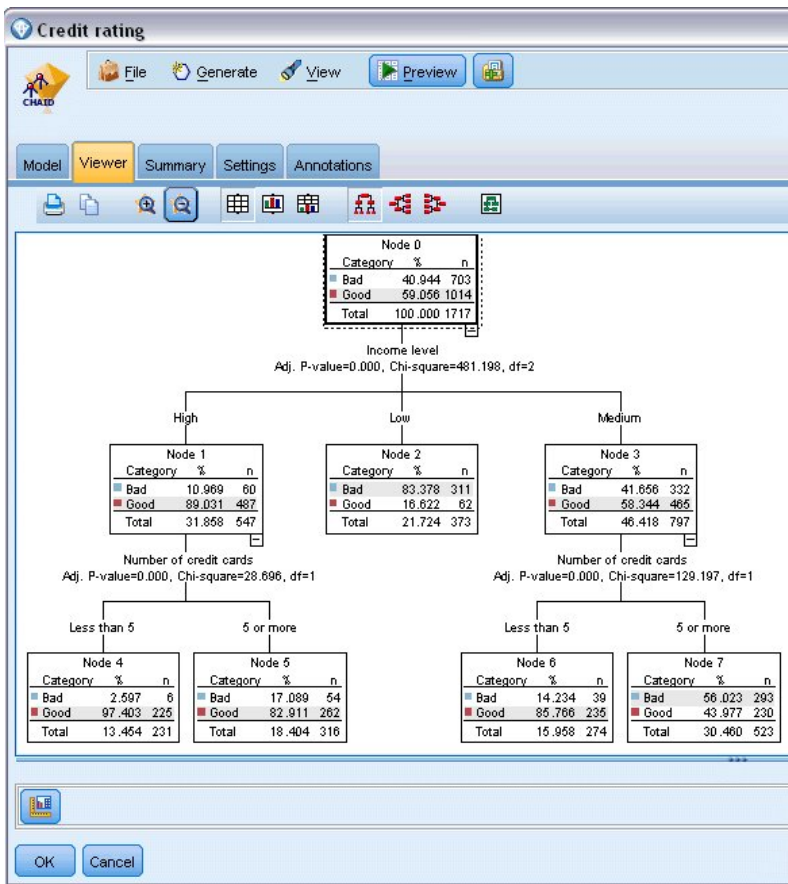 Credit rating
CHAID
File Generate View Preview
Model Viewer Summary Settings Annotations
Node 0
Category % n
Bad 40.944 703
Good 59.056 1014
Total 100.000 1717
Income level
Adj. P-value=0.000, Chi-square=481.198, df=2
High Low Medium
Node 1
Category % n
Bad 10.969 60
Good 89.031 487
Total 31.858 547
Node 2
Category % n
Bad 83.378 311
Good 16.622 62
Total 21.724 373
Node 3
Category % n
Bad 41.656 332
Good 58.344 465
Total 46.418 797
Number of credit cards
Adj. P-value=0.000, Chi-square=28.696, df=1
Number of credit cards
Adj. P-value=0.000, Chi-square=129.197, df=1
Less than 5 5 or more
Less than 5 5 or more
Node 4
Category % n
Bad 2.597 6
Good 97.403 225
Total 13.454 231
Node 5
Category % n
Bad 17.089 54
Good 82.911 262
Total 18.404 316
Node 6
Category % n
Bad 14.234 39
Good 85.766 235
Total 15.958 274
Node 7
Category % n
Bad 56.023 293
Good 43.977 230
Total 30.460 523
OK Cancel